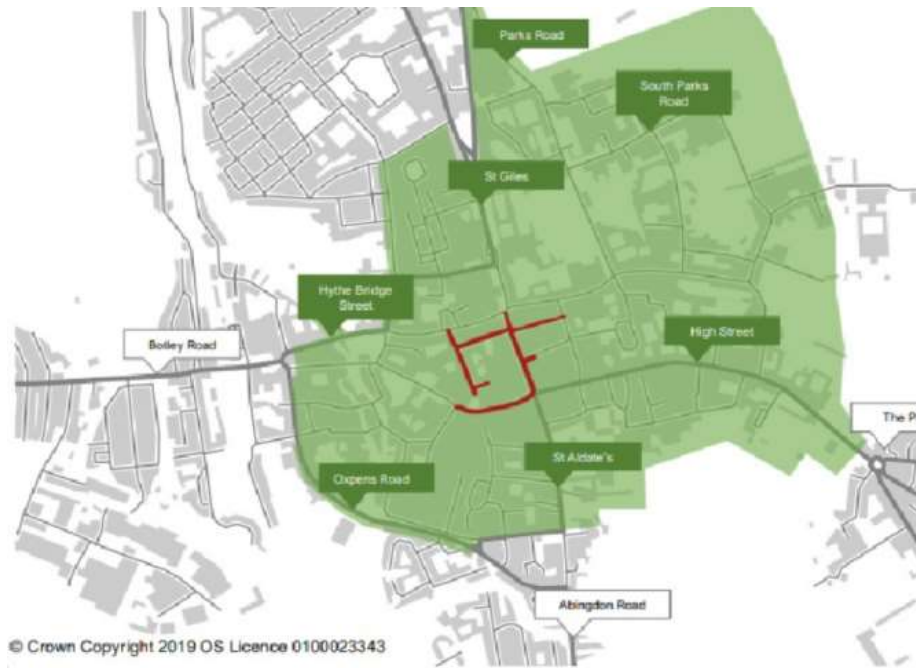 Parks Road
South Parks
Road
St Giles
Hythe Bridge
Street
High Street
Botley Road
The P
St Aldate's
Oxpens Road
Abingdon Road
© Crown Copyright 2019 OS Licence 0100023343